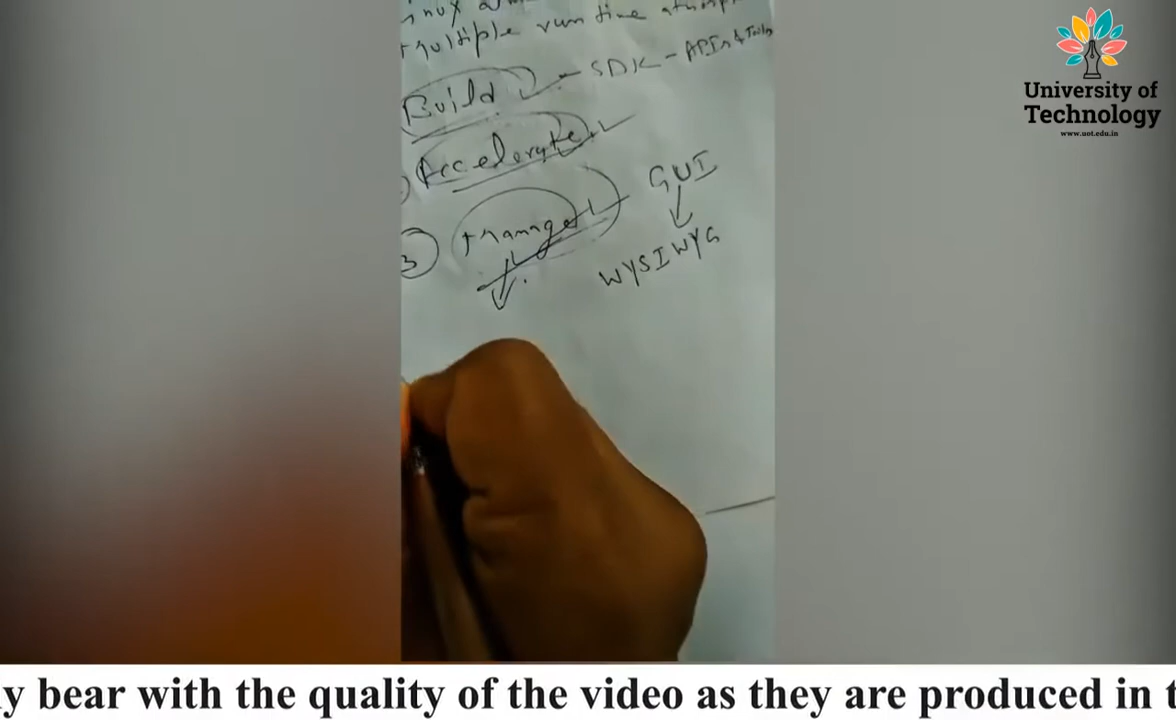 multiple run time
Build - SDK - APIs & Tools
Accelerate
3 Manage GUI
WYSIWYG
University of
Technology
www.uot.edu.in
y bear with the quality of the video as they are produced in t